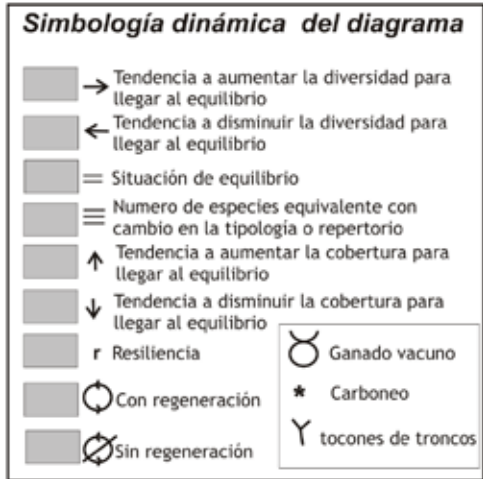 Simbología dinámica del diagrama
→ Tendencia a aumentar la diversidad para
llegar al equilibrio
← Tendencia a disminuir la diversidad para
llegar al equilibrio
= Situación de equilibrio
≡ Numero de especies equivalente con
cambio en la tipología o repertorio
↑ Tendencia a aumentar la cobertura para
llegar al equilibrio
↓ Tendencia a disminuir la cobertura para
llegar al equilibrio
r Resiliencia
Con regeneración
Sin regeneración
Ganado vacuno
* Carboneo
tocones de troncos